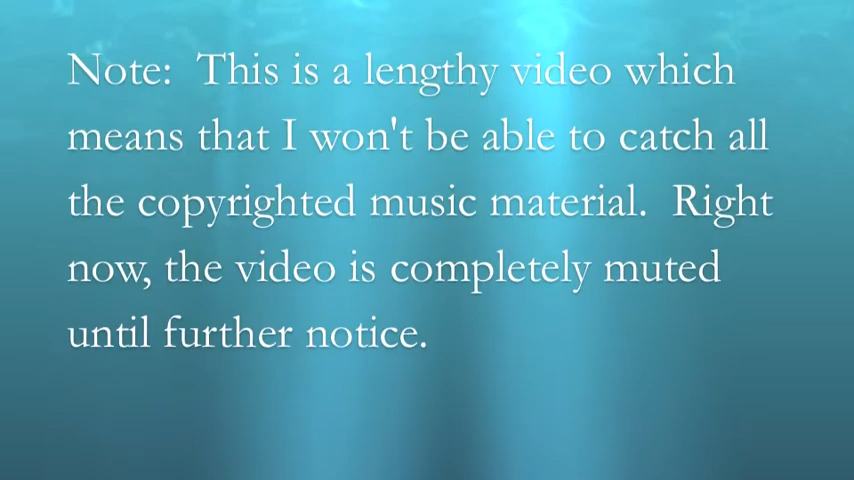 Note:  This is a lengthy video which
means that I won't be able to catch all
the copyrighted music material.  Right
now, the video is completely muted
until further notice.